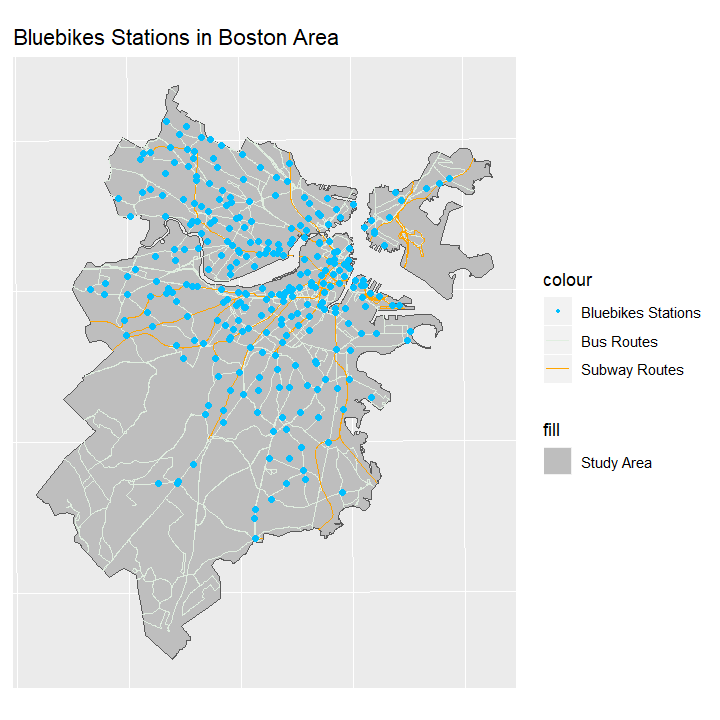 Bluebikes Stations in Boston Area
colour
Bluebikes Stations
Bus Routes
Subway Routes
fill
Study Area